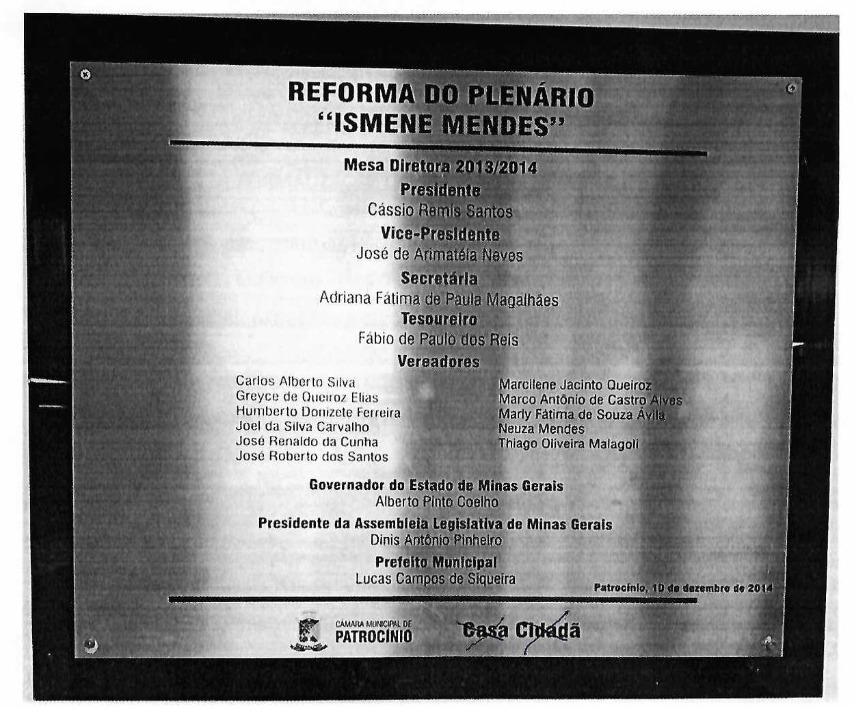 REFORMA DO PLENÁRIO
“ISMENE MENDES”
Mesa Diretora 2013/2014
Presidente
Cássio Remis Santos
Vice-Presidente
José de Arimatéia Neves
Secretária
Adriana Fátima de Paula Magalhães
Tesoureiro
Fábio de Paulo dos Reis
Vereadores
Carlos Alberto Silva
Greyce de Queiroz Elias
Humberto Donizete Ferreira
Joel da Silva Carvalho
José Renaldo da Cunha
José Roberto dos Santos
Marcilene Jacinto Queiroz
Marco Antônio de Castro Alves
Marly Fátima de Souza Ávila
Neuza Mendes
Thiago Oliveira Malagoli
Governador do Estado de Minas Gerais
Alberto Pinto Coelho
Presidente da Assembleia Legislativa de Minas Gerais
Dinis Antônio Pinheiro
Prefeito Municipal
Lucas Campos de Siqueira
Patrocínio, 10 de dezembro de 2014
CÂMARA MUNICIPAL DE
PATROCÍNIO
Casa Cidadã